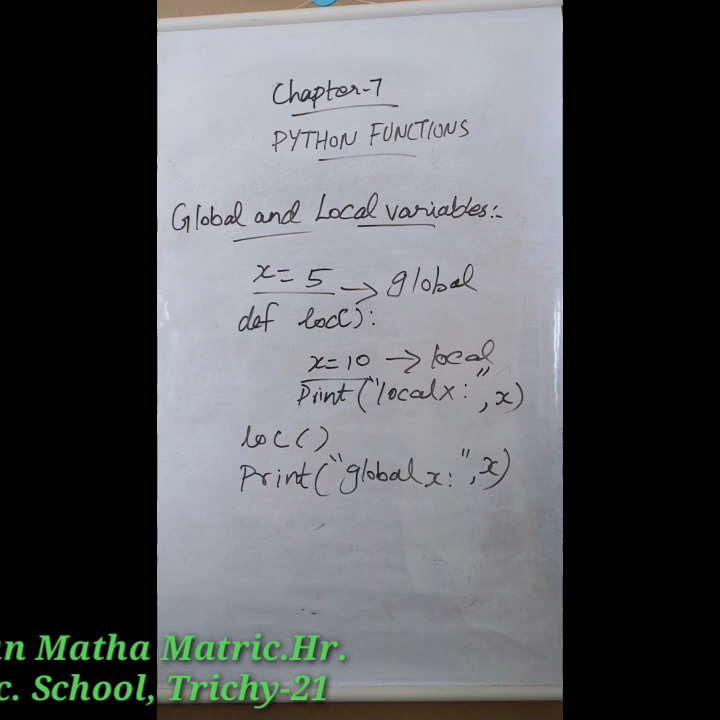 Chapter-7
PYTHON FUNCTIONS
Global and Local variables:-
x = 5 → global
def loc():
x=10 → local
Print("local x:", x)
loc()
Print("global x:", x)
n Matha Matric.Hr.
c. School, Trichy-21